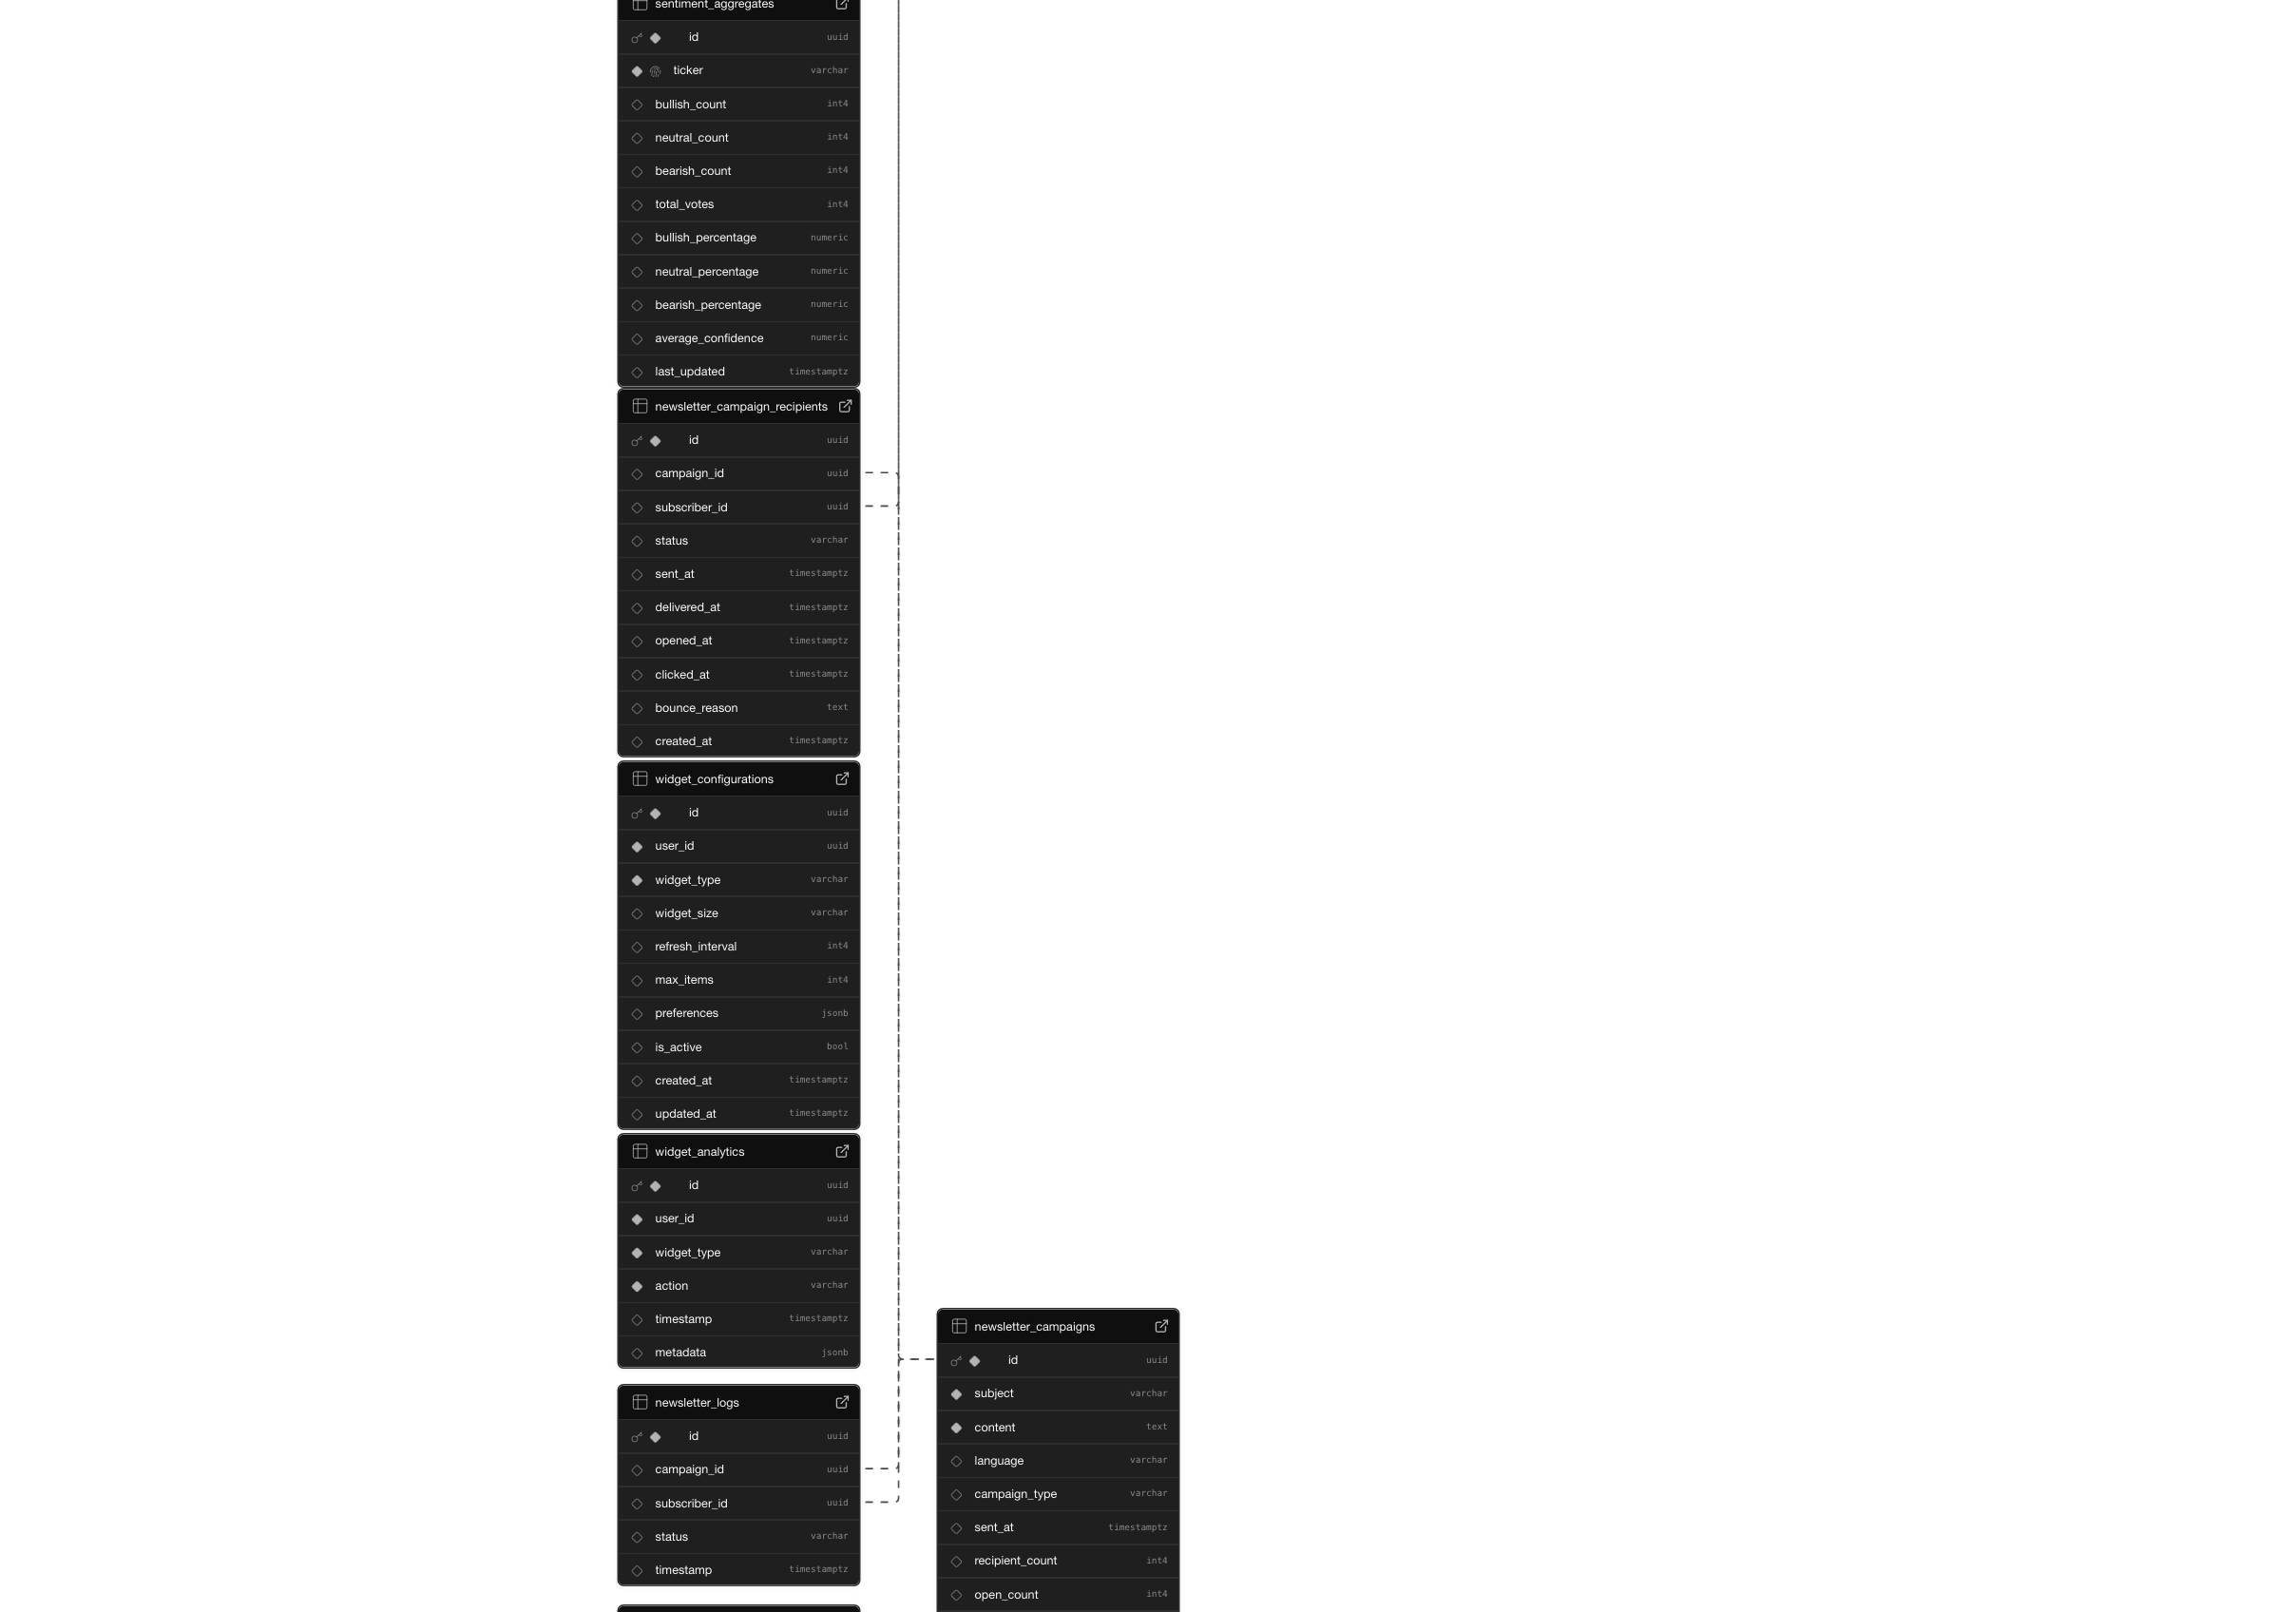 sentiment_aggregates
id uuid
ticker varchar
bullish_count int4
neutral_count int4
bearish_count int4
total_votes int4
bullish_percentage numeric
neutral_percentage numeric
bearish_percentage numeric
average_confidence numeric
last_updated timestamptz
newsletter_campaign_recipients
id uuid
campaign_id uuid
subscriber_id uuid
status varchar
sent_at timestamptz
delivered_at timestamptz
opened_at timestamptz
clicked_at timestamptz
bounce_reason text
created_at timestamptz
widget_configurations
id uuid
user_id uuid
widget_type varchar
widget_size varchar
refresh_interval int4
max_items int4
preferences jsonb
is_active bool
created_at timestamptz
updated_at timestamptz
widget_analytics
id uuid
user_id uuid
widget_type varchar
action varchar
timestamp timestamptz
metadata jsonb
newsletter_logs
id uuid
campaign_id uuid
subscriber_id uuid
status varchar
timestamp timestamptz
newsletter_campaigns
id uuid
subject varchar
content text
language varchar
campaign_type varchar
sent_at timestamptz
recipient_count int4
open_count int4